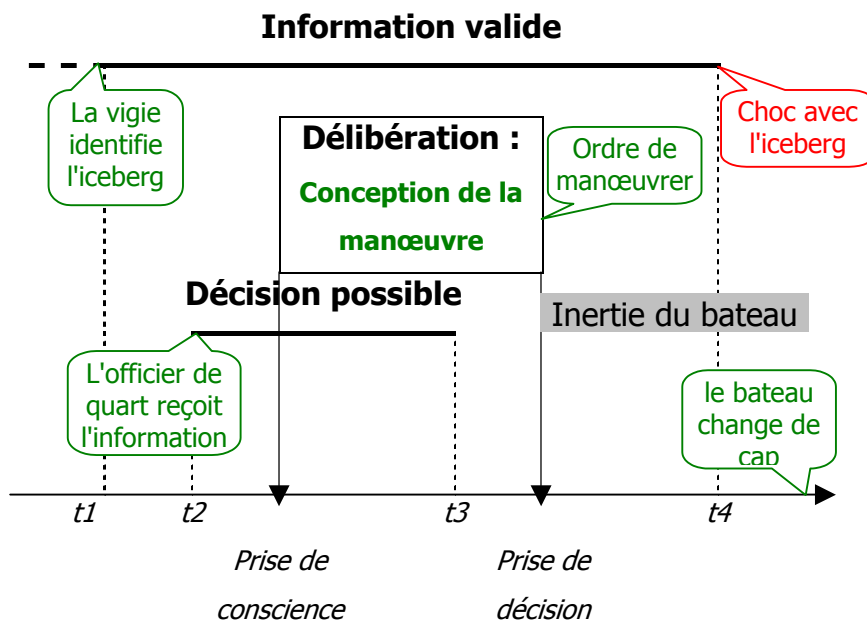 Information valide
La vigie
identifie
l'iceberg
Choc avec
l'iceberg
Délibération :
Conception de la
manœuvre
Ordre de
manœuvrer
Décision possible
Inertie du bateau
L'officier de
quart reçoit
l'information
le bateau
change de
cap
t1
t2
t3
t4
Prise de
conscience
Prise de
décision